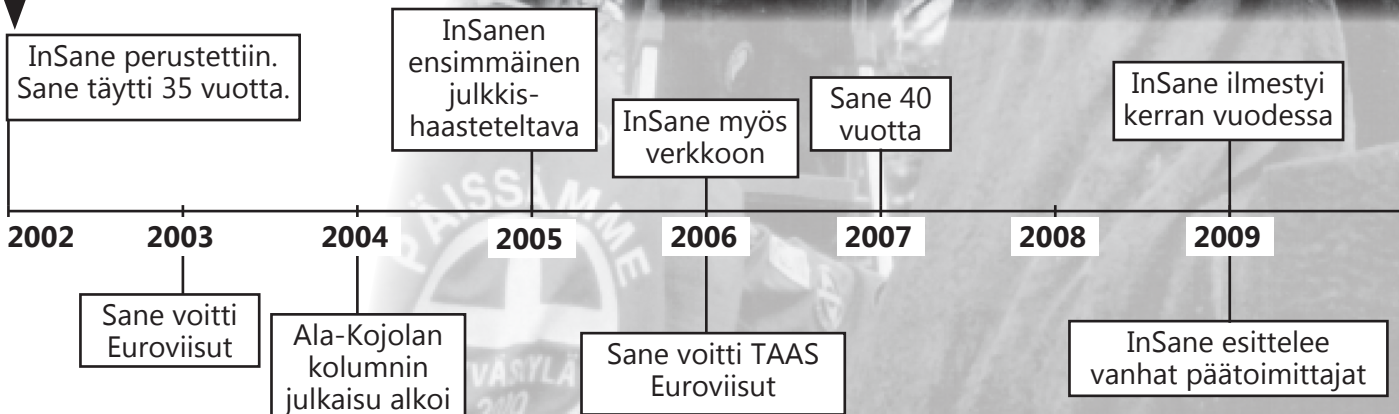 InSane perustettiin.
Sane täytti 35 vuotta.
InSanen
ensimmäinen
julkkis-
haasteteltava
InSane myös
verkkoon
Sane 40
vuotta
InSane ilmestyi
kerran vuodessa
2002 2003 2004 2005 2006 2007 2008 2009
Sane voitti
Euroviisut
Ala-Kojolan
kolumnin
julkaisu alkoi
Sane voitti TAAS
Euroviisut
InSane esittelee
vanhat päätoimittajat
PÄISSÄMME